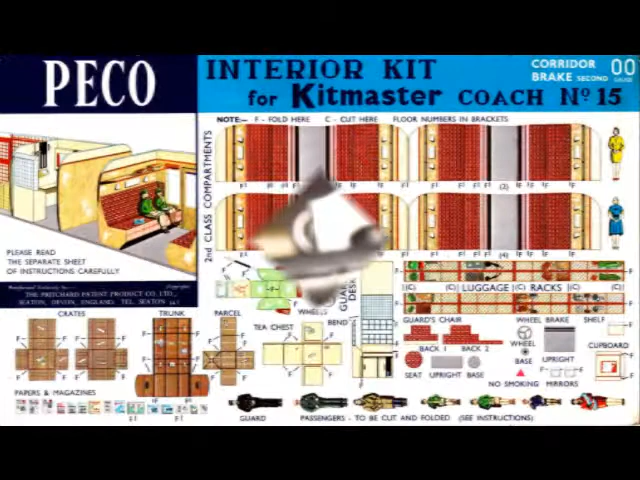 PECO
INTERIOR KIT
for Kitmaster COACH Nº 15
CORRIDOR
BRAKE SECOND
00
GAUGE
NOTE:- F - FOLD HERE C - CUT HERE FLOOR NUMBERS IN BRACKETS
2nd CLASS COMPARTMENTS
(2)
(4)
PLEASE READ
THE SEPARATE SHEET
OF INSTRUCTIONS CAREFULLY
THE PRITCHARD PATENT PRODUCT CO. LTD.,
SEATON, DEVON, ENGLAND. TEL. SEATON
(C) (C) LUGGAGE RACKS (C) (C)
CRATES
TRUNK
PARCEL
WHEELS
TEA CHEST
BEND
GUARD'S
DESK
GUARD'S CHAIR
BACK 1 BACK 2
SEAT UPRIGHT BASE
WHEEL BRAKE
WHEEL
BASE
UPRIGHT
SHELF
CUPBOARD
NO SMOKING MIRRORS
PAPERS & MAGAZINES
GUARD PASSENGERS - TO BE CUT AND FOLDED (SEE INSTRUCTIONS)